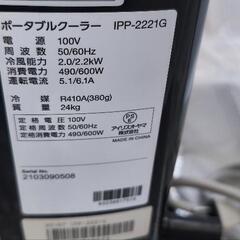 ポータブルクーラー IPP-2221G
電 源 100V
周 波 数 50/60Hz
冷風能力 2.0/2.2kW
消費電力 490/600W
運転電流 5.1/6.1A
冷 媒 R410A(380g)
質 量 24kg
定 格 電 圧 100V
定 格 周 波 数 50/60Hz
定格消費電力 490/600W
PSE
アイリスオーヤマ
MADE IN CHINA
Serial No.
2103090508